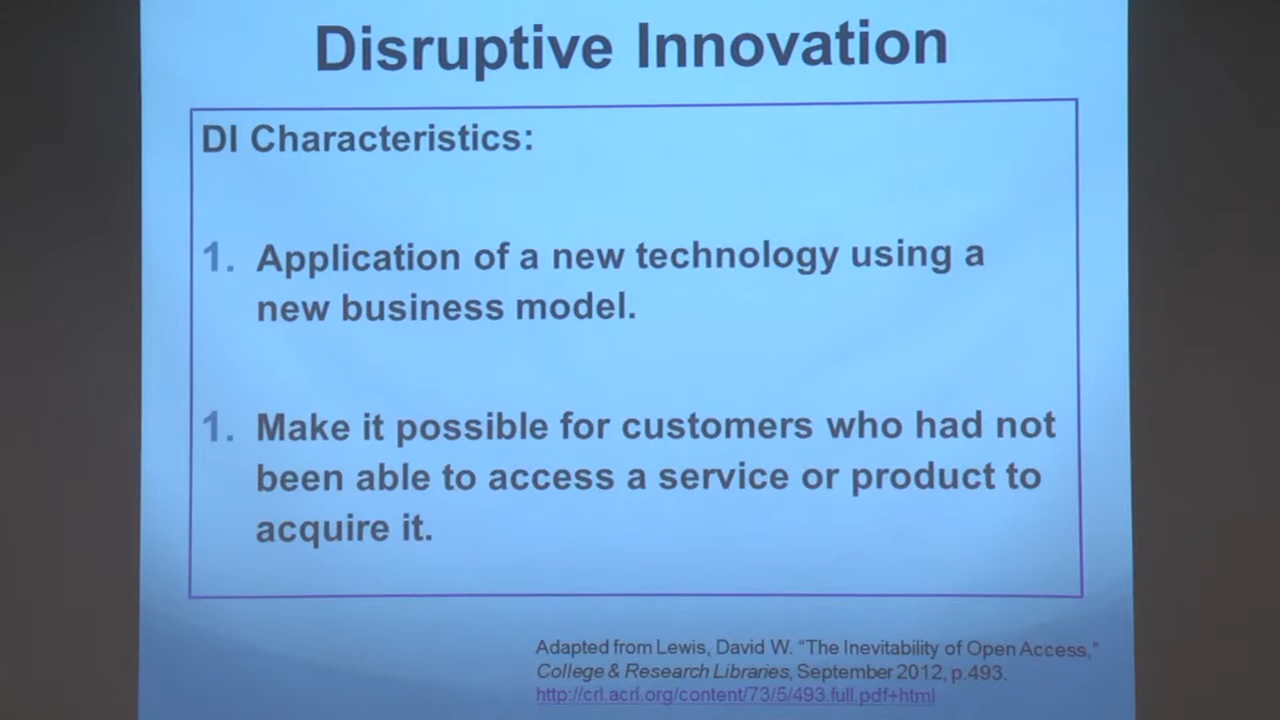 Disruptive Innovation
DI Characteristics:
1. Application of a new technology using a
new business model.
1. Make it possible for customers who had not
been able to access a service or product to
acquire it.
Adapted from Lewis, David W. “The Inevitability of Open Access,”
College & Research Libraries, September 2012, p.493.
http://crl.acrl.org/content/73/5/493.full.pdf+html